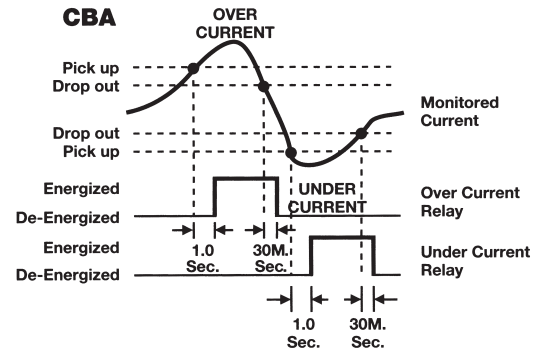 CBA
OVER
CURRENT
Pick up
Drop out
Monitored
Current
Drop out
Pick up
UNDER
CURRENT
Energized
De-Energized
Over Current
Relay
1.0
Sec.
30M.
Sec.
Energized
De-Energized
Under Current
Relay
1.0
Sec.
30M.
Sec.